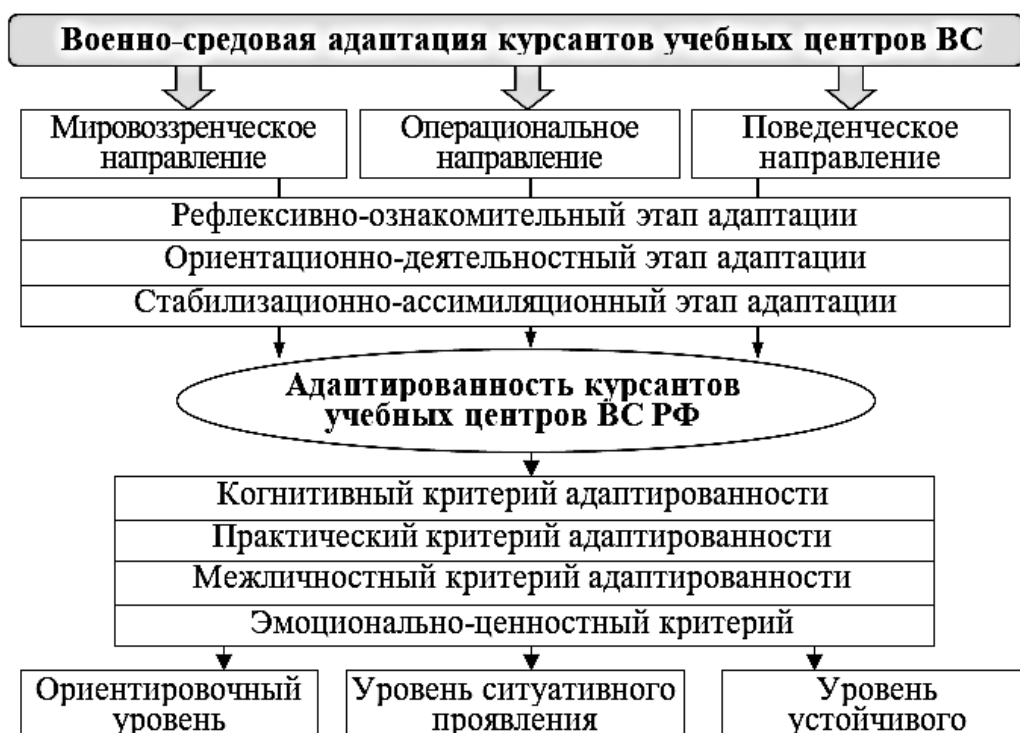 Военно-средовая адаптация курсантов учебных центров ВС
Мировоззренческое
направление
Операциональное
направление
Поведенческое
направление
Рефлексивно-ознакомительный этап адаптации
Ориентационно-деятельностный этап адаптации
Стабилизационно-ассимиляционный этап адаптации
Адаптированность курсантов
учебных центров ВС РФ
Когнитивный критерий адаптированности
Практический критерий адаптированности
Межличностный критерий адаптированности
Эмоционально-ценностный критерий
Ориентировочный
уровень
Уровень ситуативного
проявления
Уровень
устойчивого